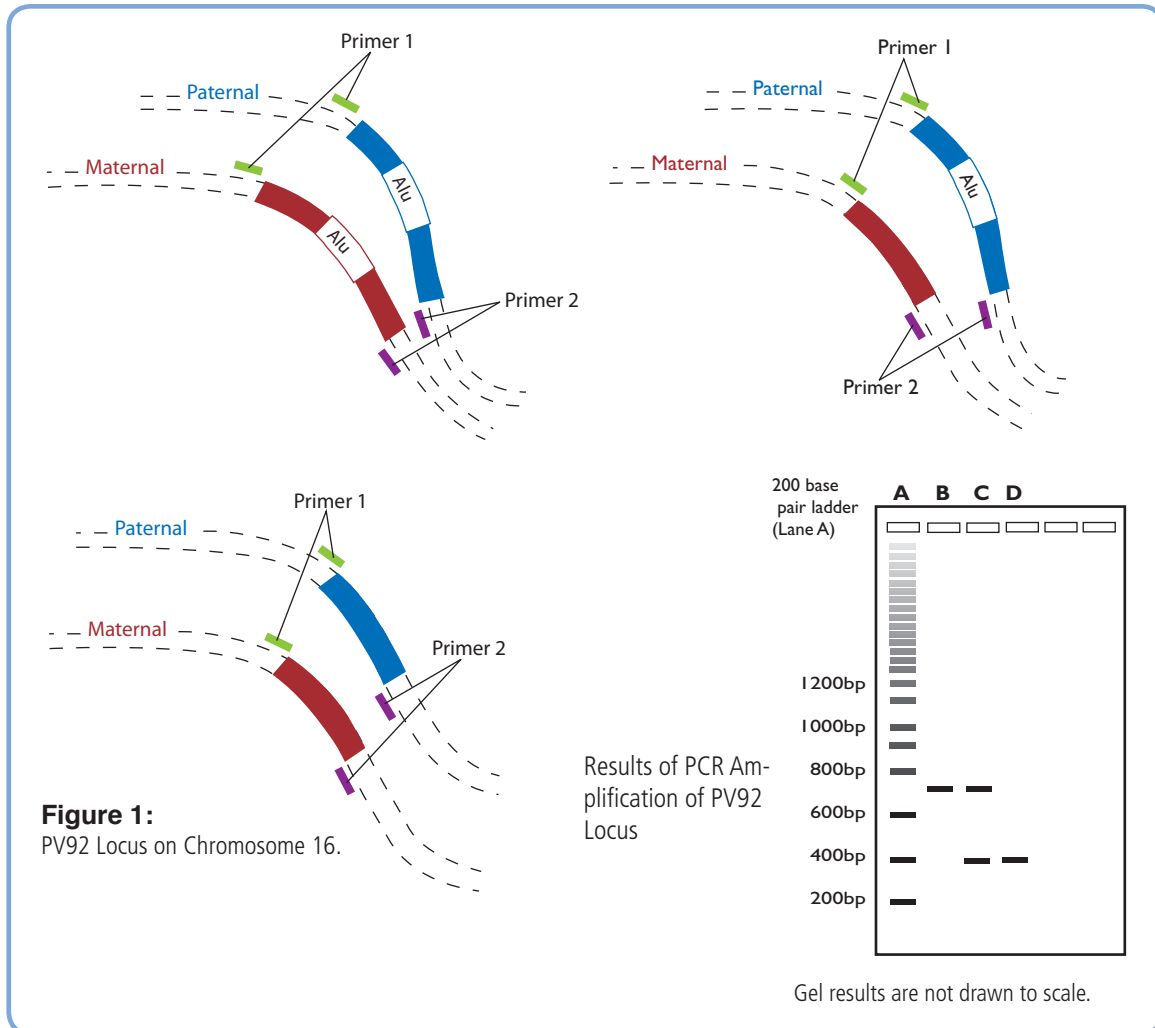 Primer 1
Paternal
Maternal
Alu
Alu
Primer 2
Primer 1
Paternal
Maternal
Alu
Primer 2
Primer 1
Paternal
Maternal
Primer 2
Figure 1:
PV92 Locus on Chromosome 16.
Results of PCR Am-
plification of PV92
Locus
200 base
pair ladder
(Lane A)
A B C D
1200bp
1000bp
800bp
600bp
400bp
200bp
Gel results are not drawn to scale.